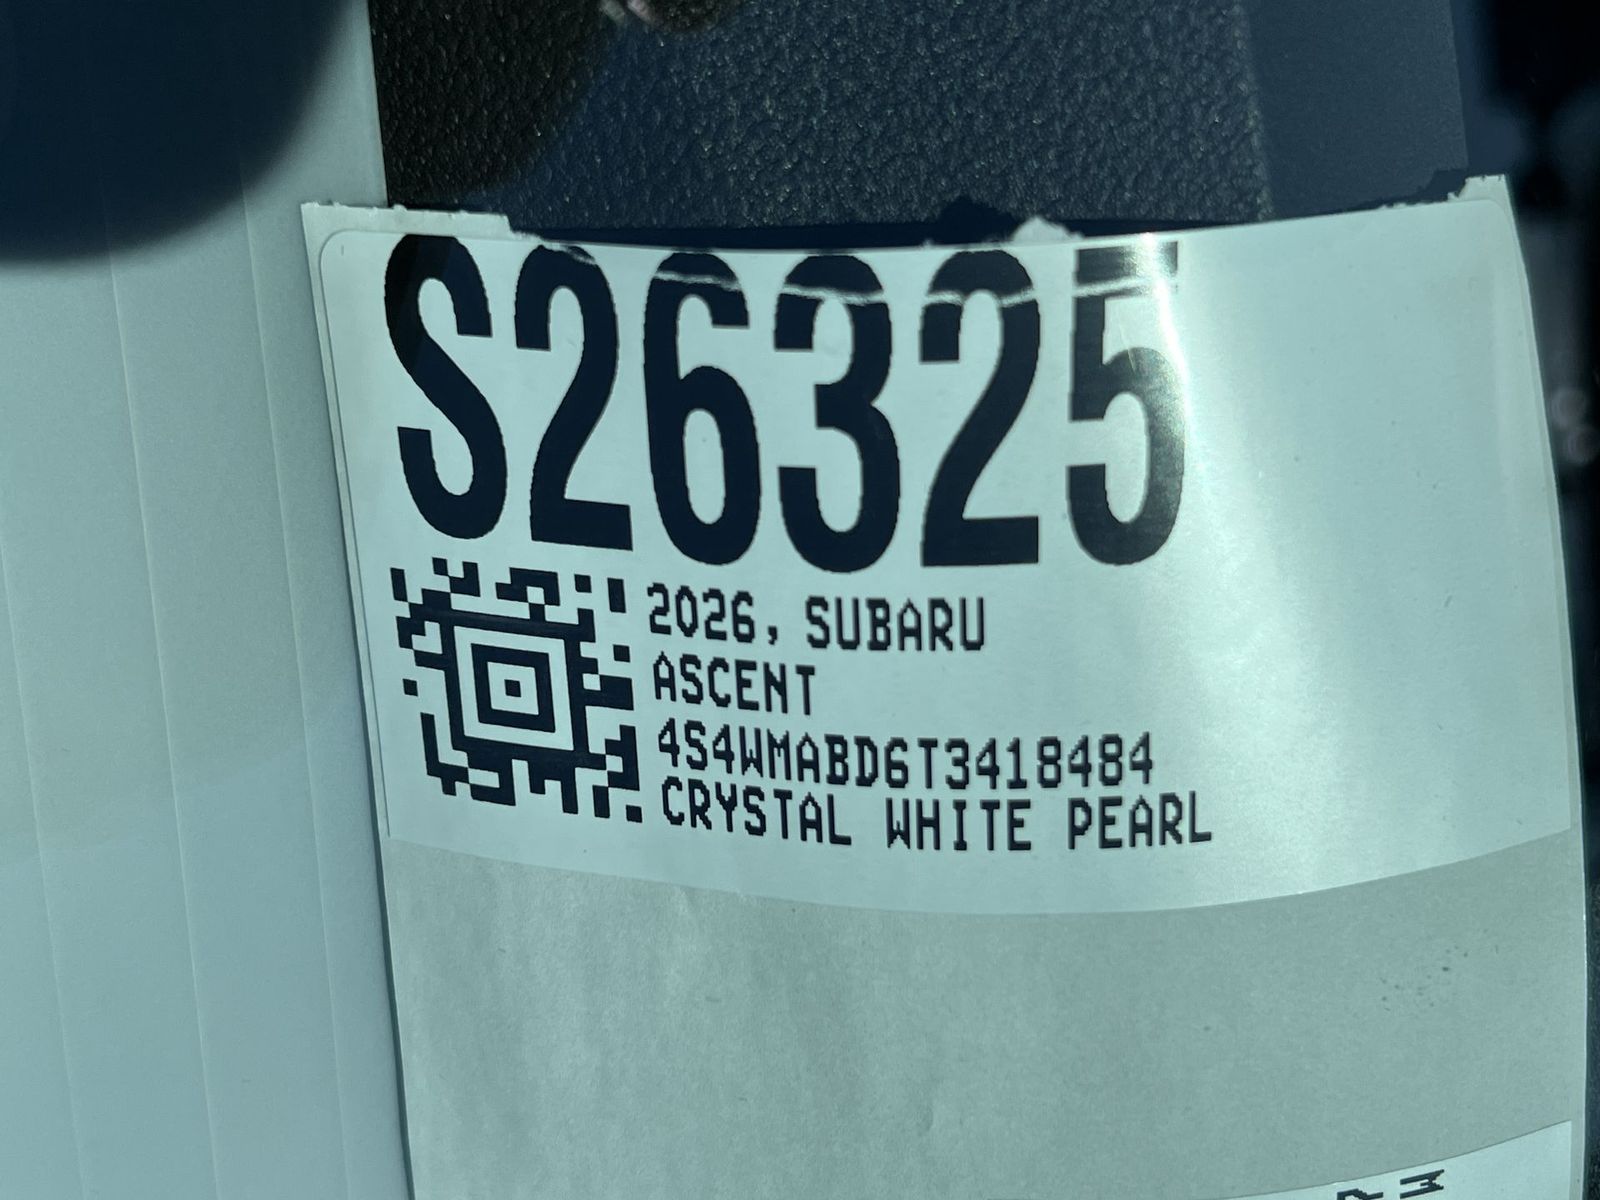 S26325
2026, SUBARU
ASCENT
4S4WMABD6T3418484
CRYSTAL WHITE PEARL